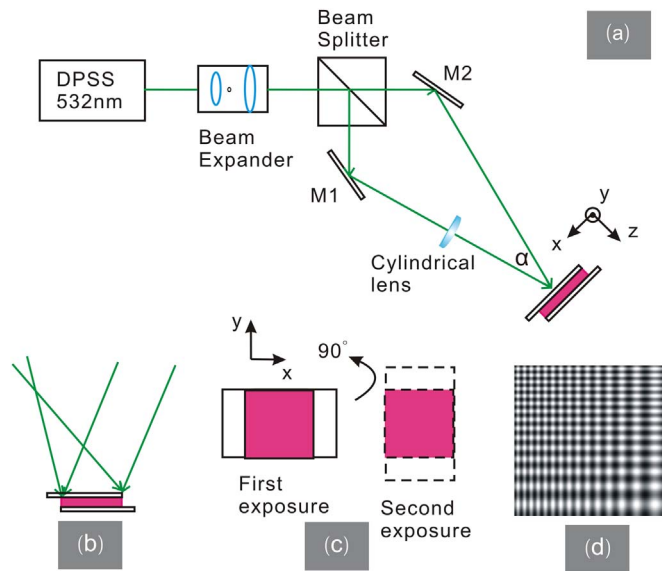 (a)
Beam
Splitter
M2
DPSS
532nm
Beam
Expander
M1
y
x
z
α
Cylindrical
lens
y
x
90°
First
exposure
Second
exposure
(b)
(c)
(d)